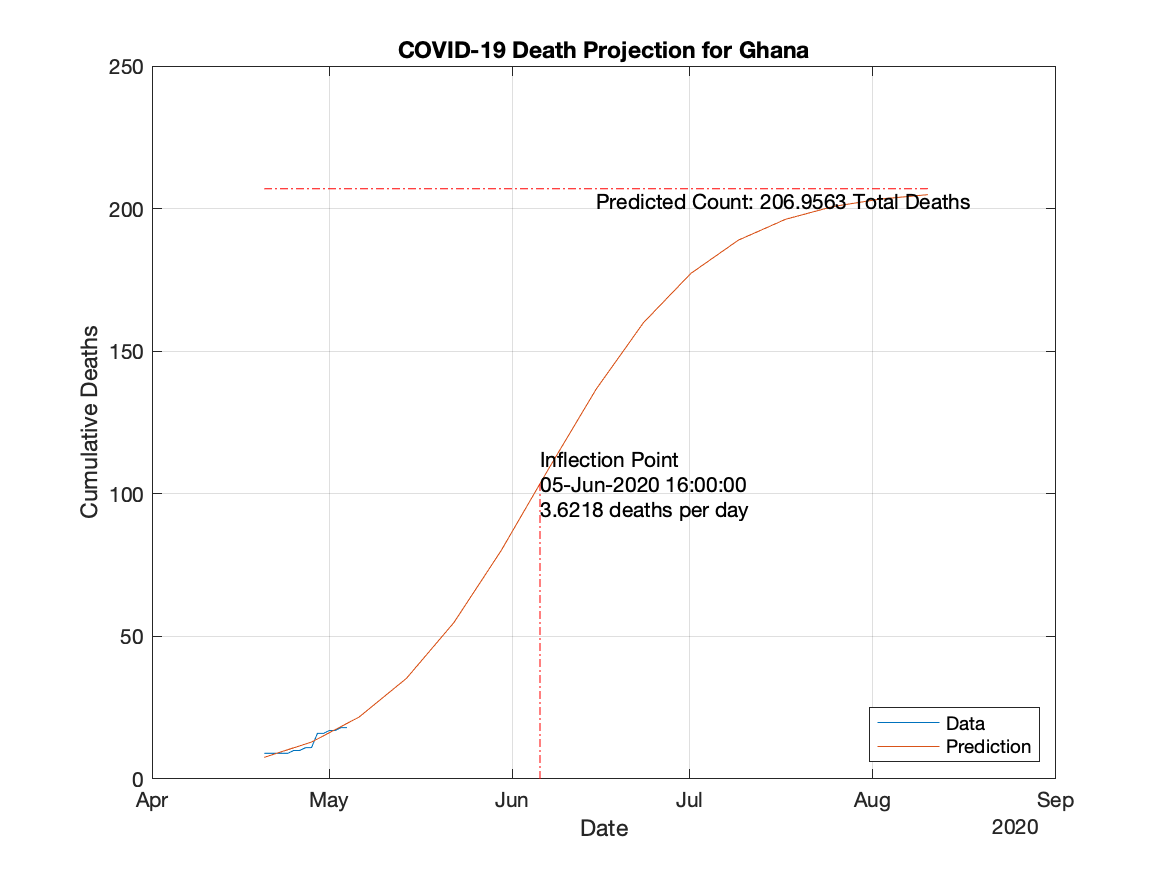 COVID-19 Death Projection for Ghana
250
200
150
100
50
0
Cumulative Deaths
Predicted Count: 206.9563 Total Deaths
Inflection Point
05-Jun-2020 16:00:00
3.6218 deaths per day
Data
Prediction
Apr
May
Jun
Jul
Aug
Sep
Date
2020